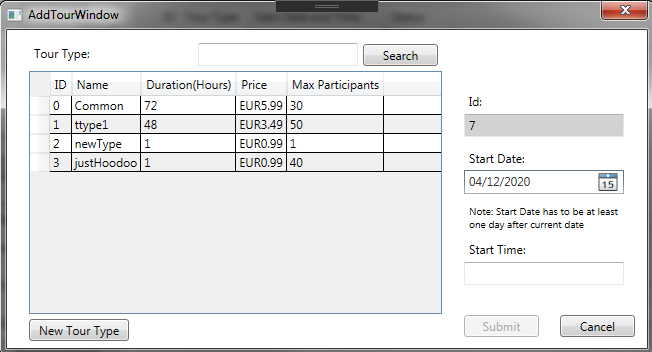 AddTourWindow
Tour Type:
Search
ID Name Duration(Hours) Price Max Participants
0 Common 72 EUR5.99 30
1 ttype1 48 EUR3.49 50
2 newType 1 EUR0.99 1
3 justHoodoo 1 EUR0.99 40
New Tour Type
Id:
7
Start Date:
04/12/2020
15
Note: Start Date has to be at least
one day after current date
Start Time:
Submit
Cancel